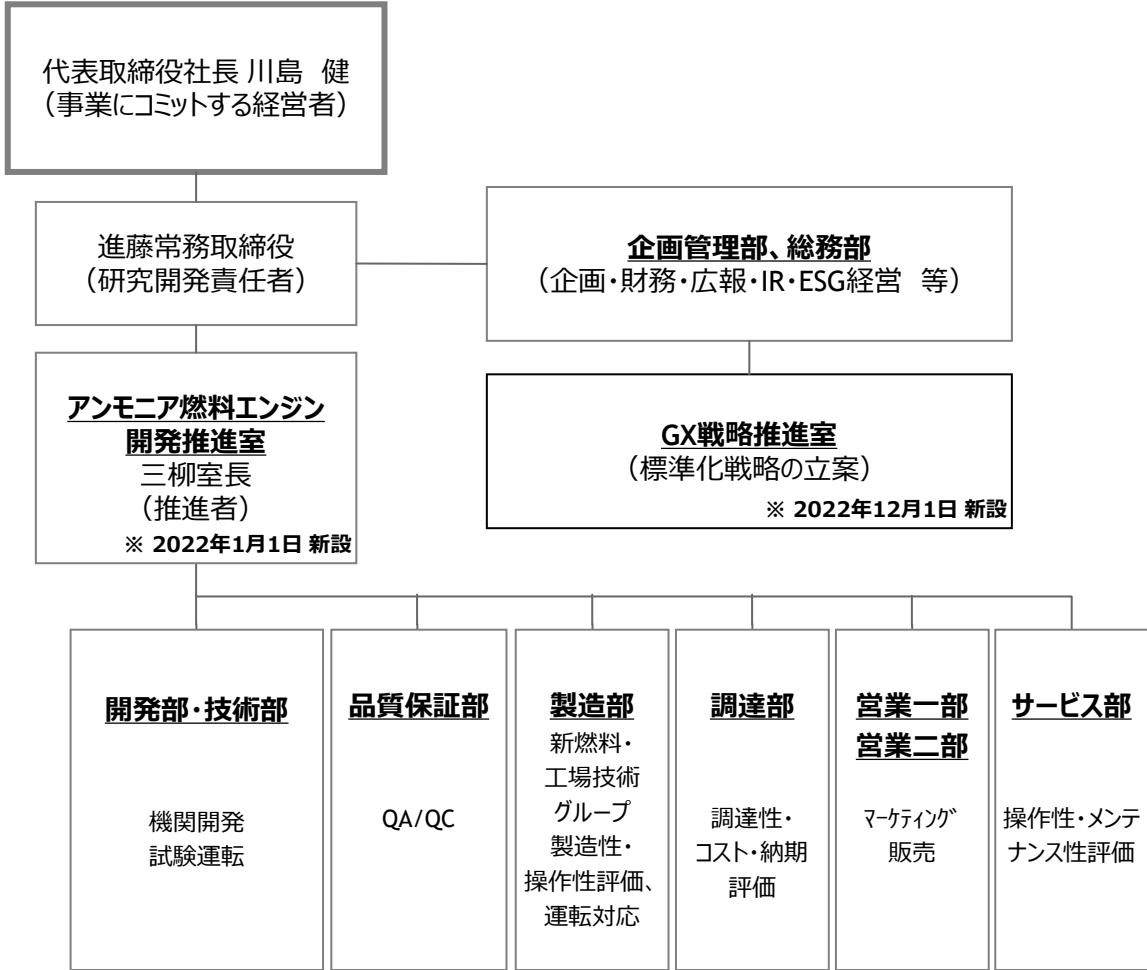 代表取締役社長 川島 健
（事業にコミットする経営者）
進藤常務取締役
（研究開発責任者）
企画管理部、総務部
（企画・財務・広報・IR・ESG経営 等）
アンモニア燃料エンジン
開発推進室
三柳室長
（推進者）
※ 2022年1月1日 新設
GX戦略推進室
（標準化戦略の立案）
※ 2022年12月1日 新設
開発部・技術部
機関開発
試験運転
品質保証部
QA/QC
製造部
新燃料・
工場技術
グループ
製造性・
操作性評価、
運転対応
調達部
調達性・
コスト・納期
評価
営業一部
営業二部
ﾏｰｹﾃｨﾝｸﾞ
販売
サービス部
操作性・メンテ
ナンス性評価